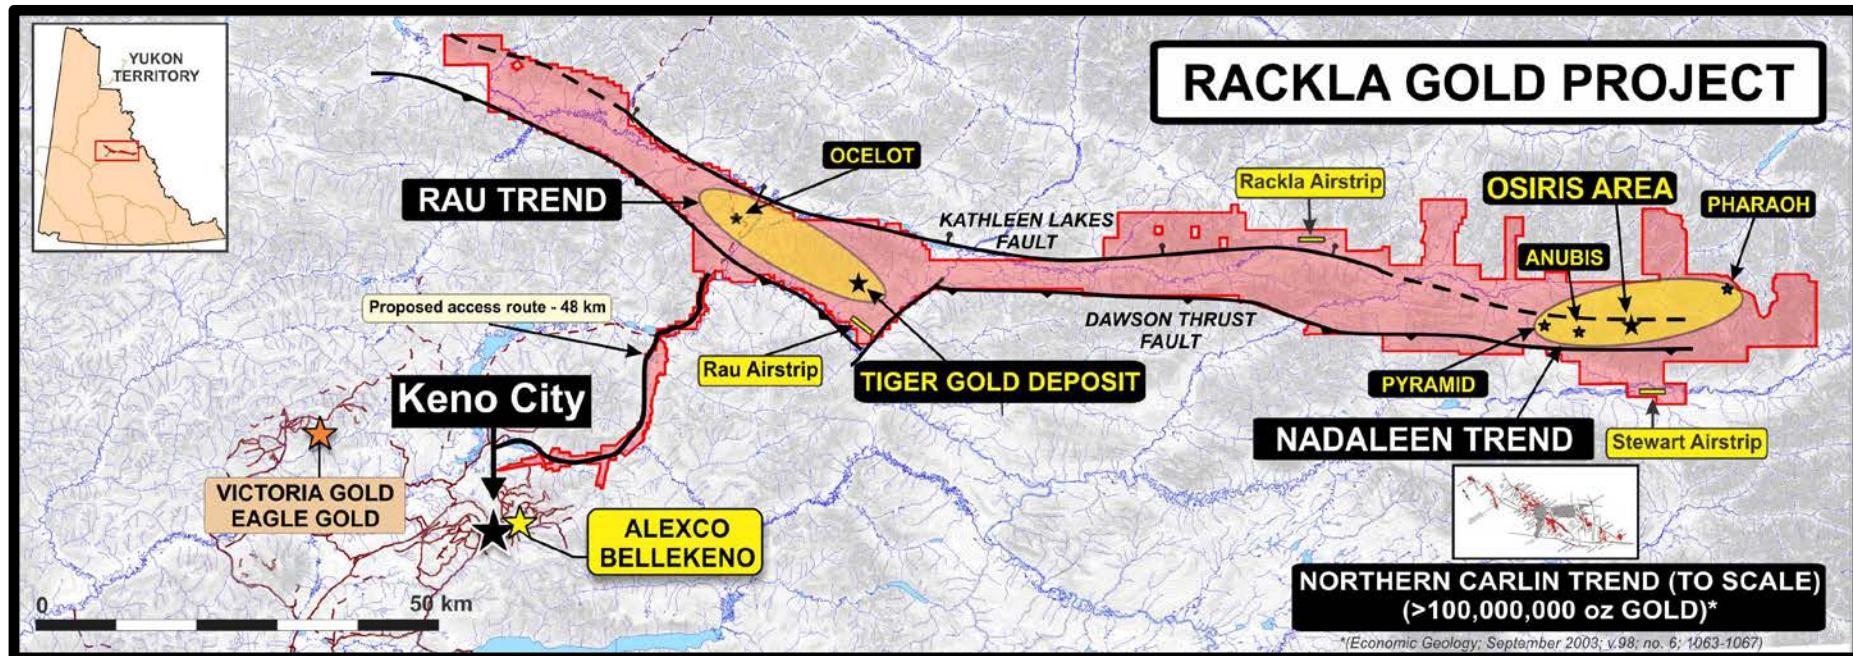 YUKON
TERRITORY
RACKLA GOLD PROJECT
OCELOT
RAU TREND
Rackla Airstrip
OSIRIS AREA
PHARAOH
KATHLEEN LAKES
FAULT
ANUBIS
Proposed access route - 48 km
DAWSON THRUST
FAULT
Rau Airstrip
TIGER GOLD DEPOSIT
PYRAMID
Keno City
NADALEEN TREND
Stewart Airstrip
VICTORIA GOLD
EAGLE GOLD
ALEXCO
BELLEKENO
NORTHERN CARLIN TREND (TO SCALE)
(>100,000,000 oz GOLD)*
0
50 km
*(Economic Geology; September 2003; v.98; no. 6; 1063-1067)